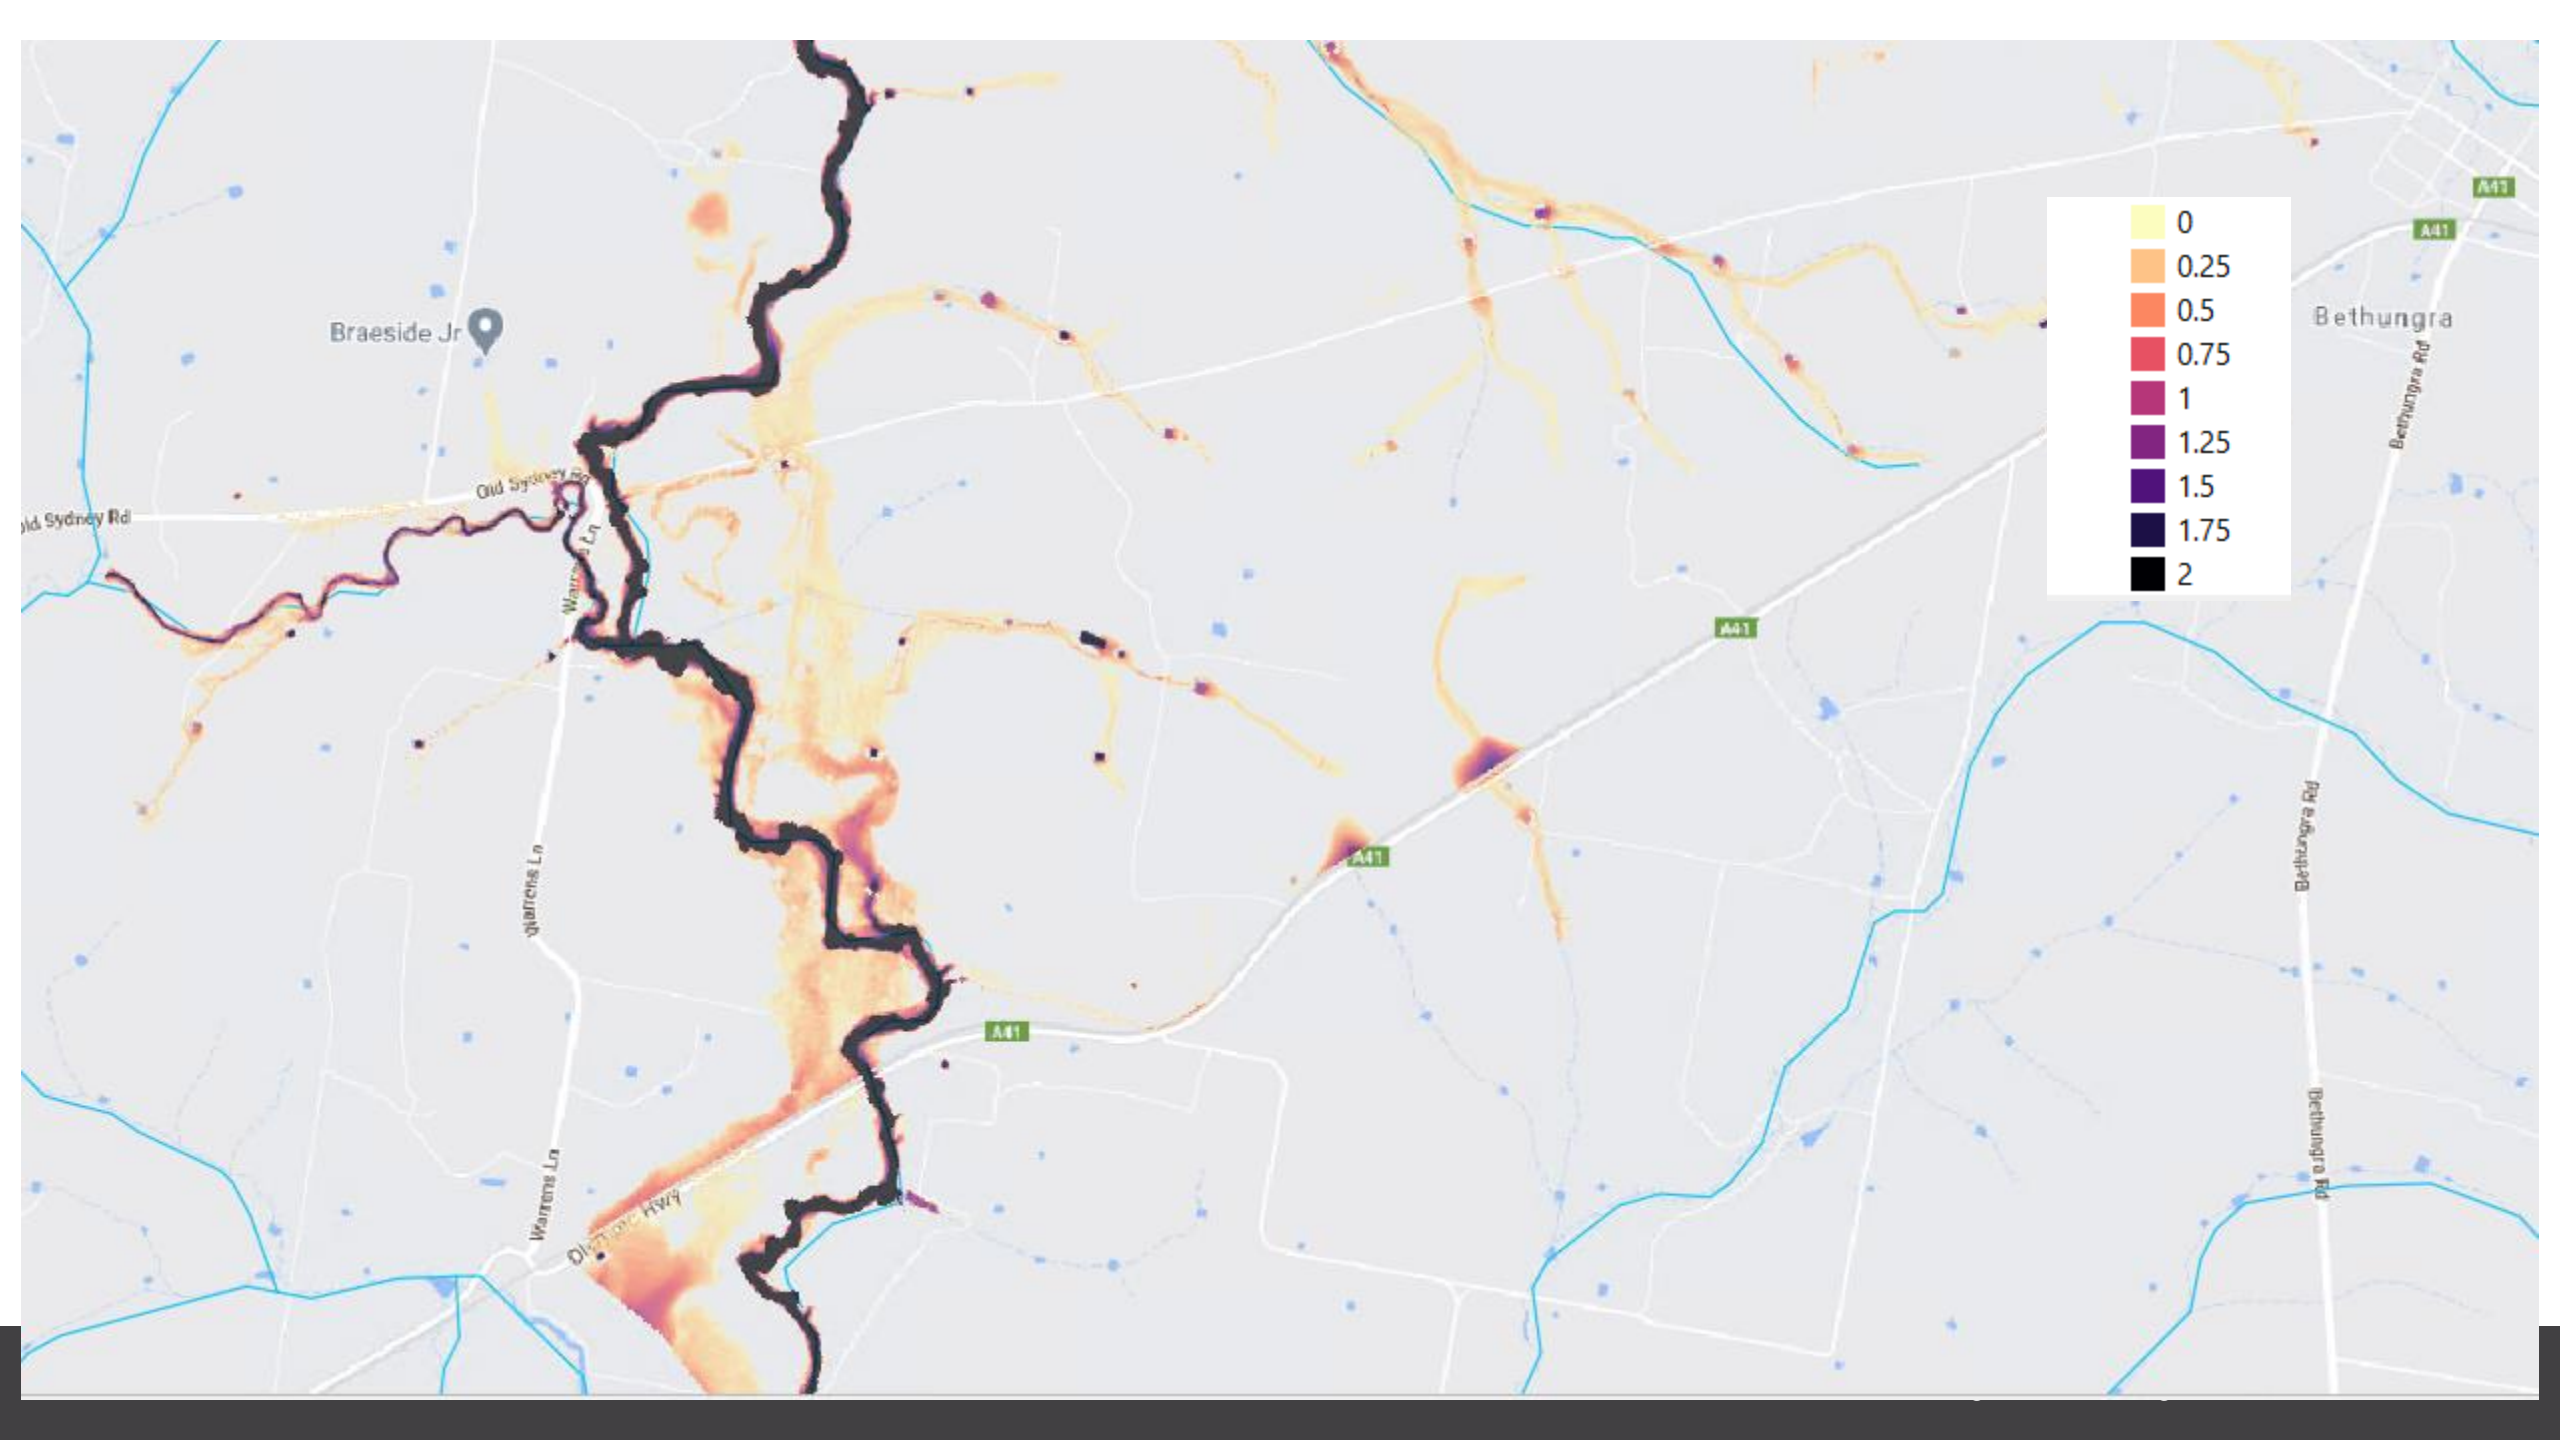 A41
0
A41
0.25
0.5
Bethungra
Braeside Jr
0.75
Bethungra Rd
1
1.25
Old Sydney Rd
1.5
Old Sydney Rd
1.75
2
A41
Bethungra Rd
A41
Warrens Ln
A41
Bethungra Rd
Warrens Ln
Hwy